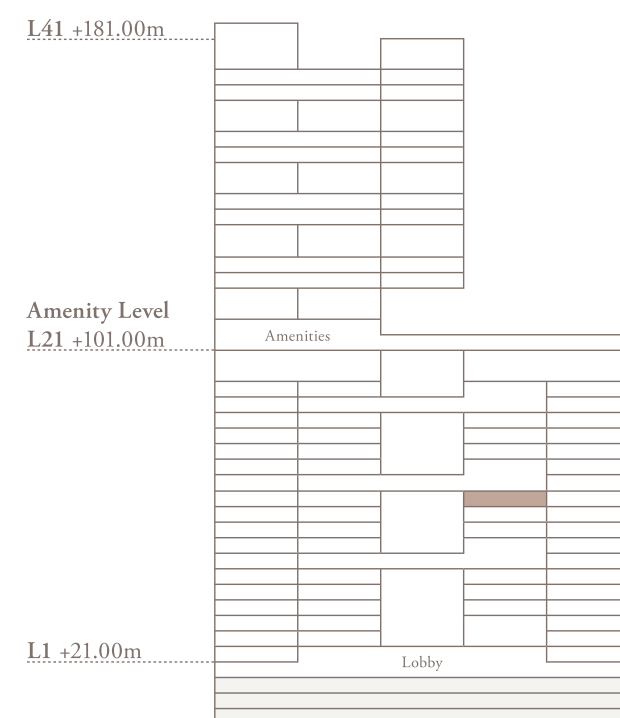 L41 +181.00m
Amenity Level
L21 +101.00m
Amenities
L1 +21.00m
Lobby